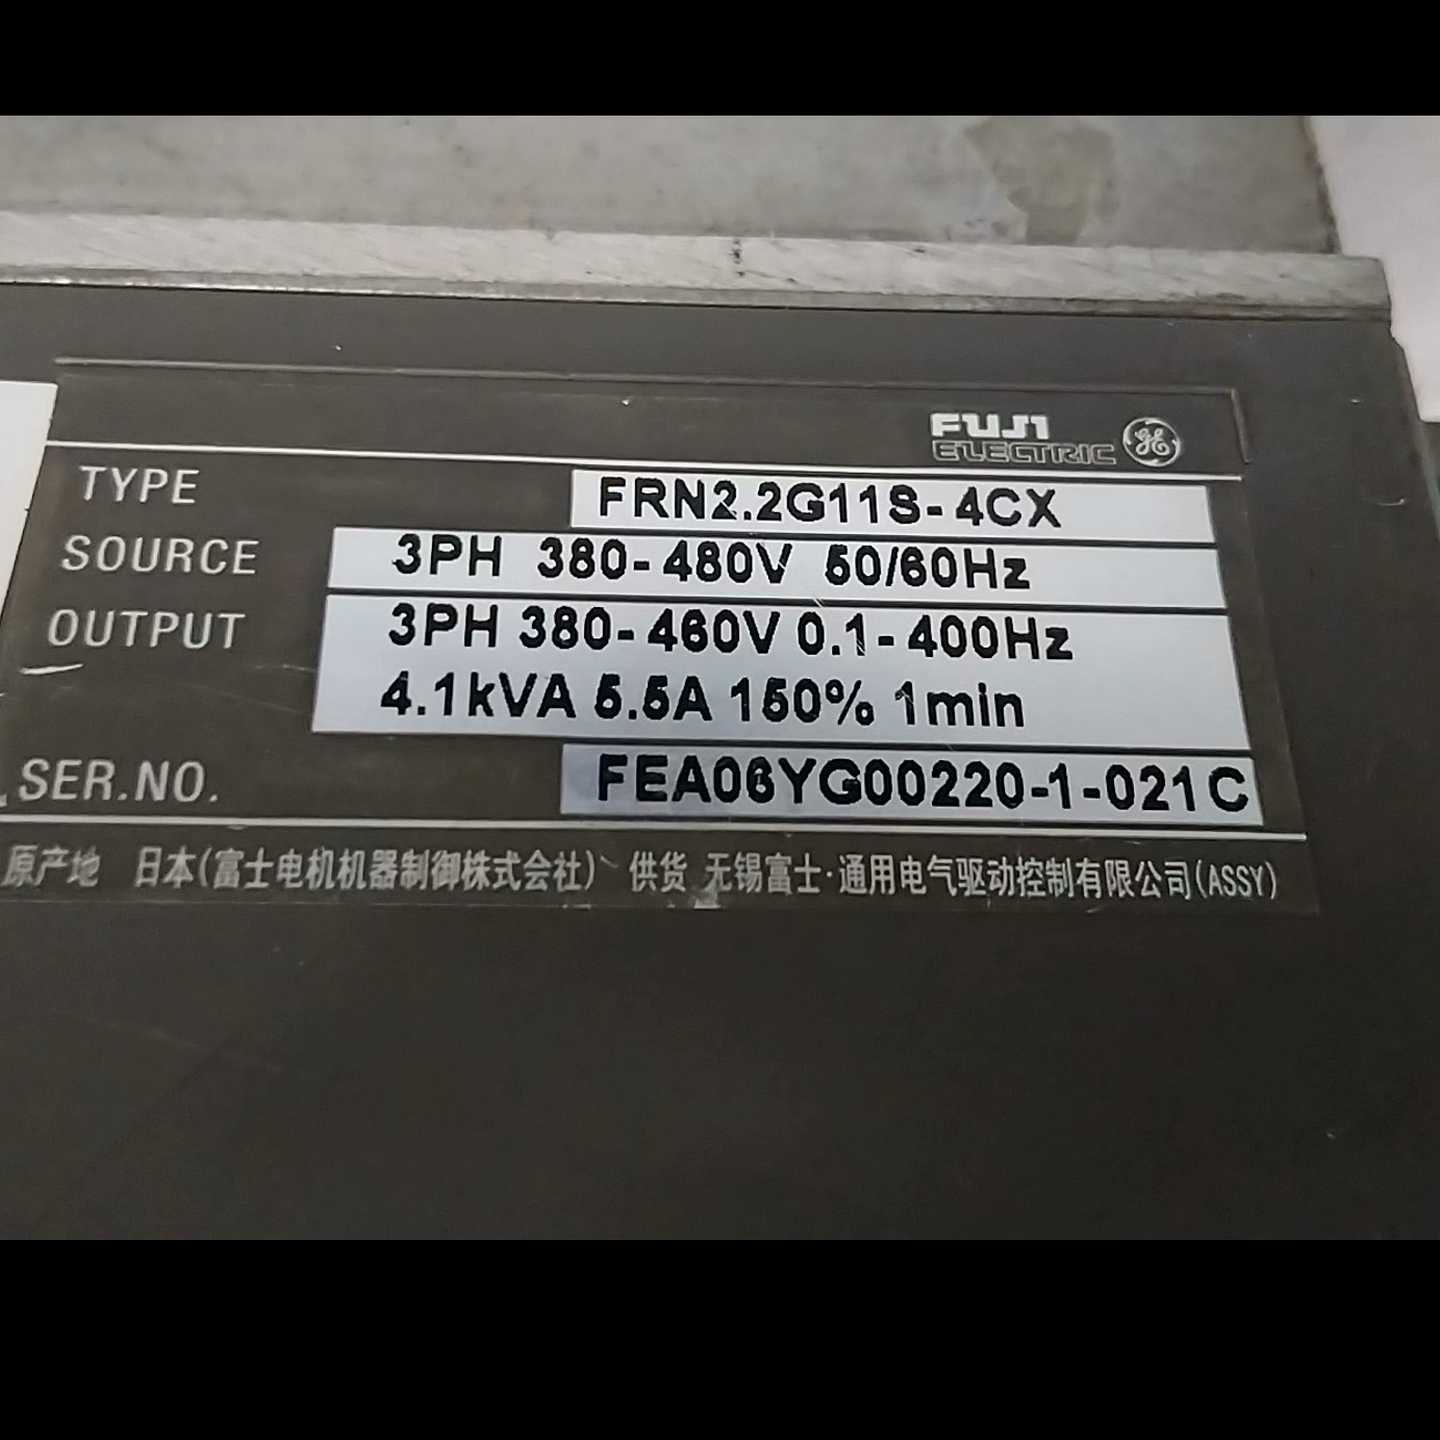 FUJI
ELECTRIC GE
TYPE FRN2.2G11S-4CX
SOURCE 3PH 380-480V 50/60Hz
OUTPUT 3PH 380-460V 0.1-400Hz
4.1kVA 5.5A 150% 1min
SER.NO. FEA06YG00220-1-021C
原产地 日本(富士电机机器制御株式会社) 供货 无锡富士·通用电气驱动控制有限公司(ASSY)